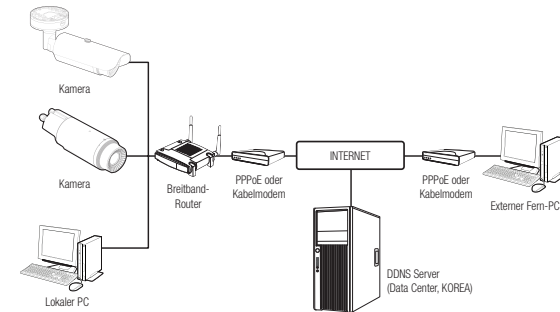 Kamera
Kamera
Breitband-
Router
PPPoE oder
Kabelmodem
INTERNET
PPPoE oder
Kabelmodem
Externer Fern-PC
Lokaler PC
DDNS Server
(Data Center, KOREA)